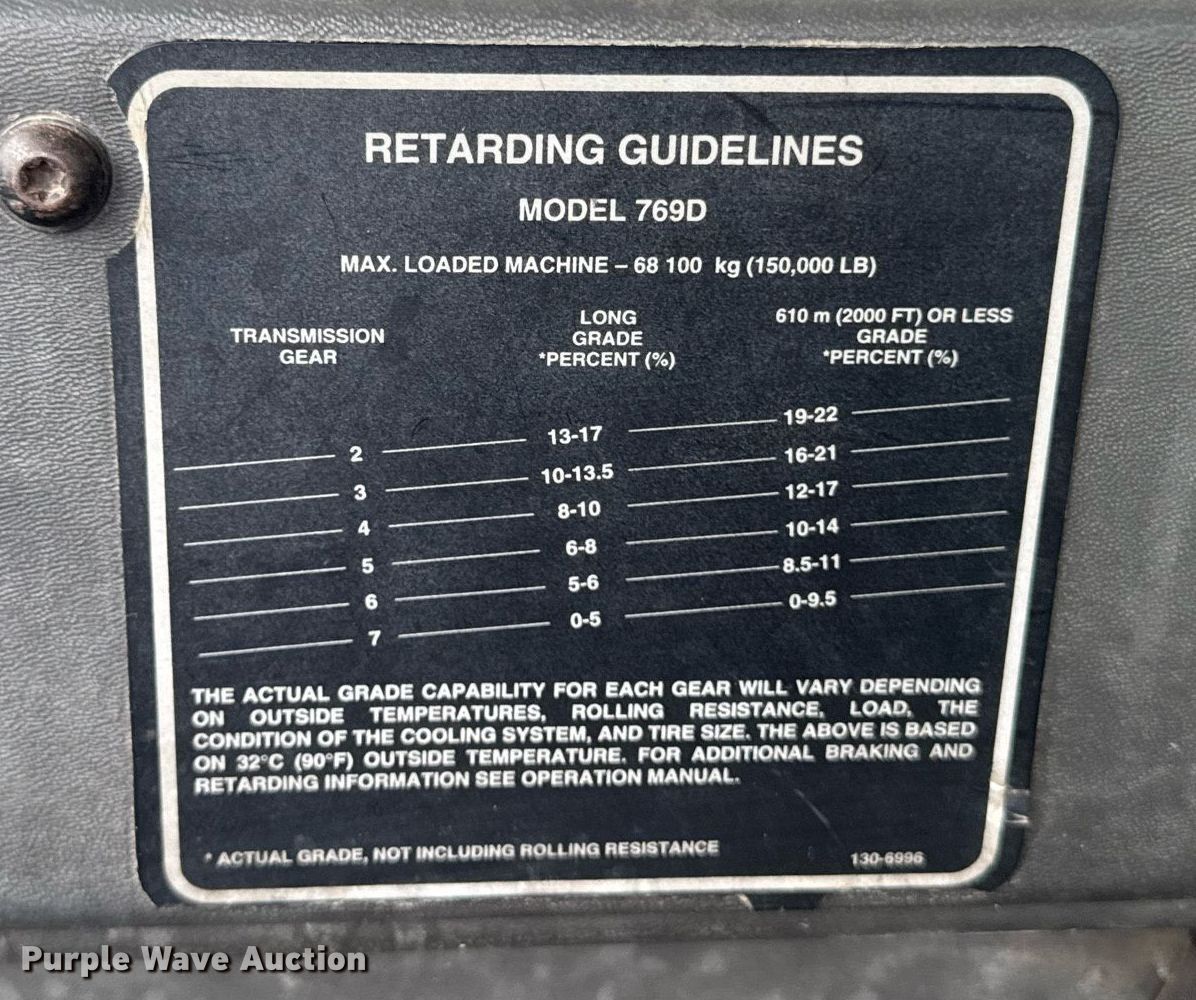 RETARDING GUIDELINES
MODEL 769D
MAX. LOADED MACHINE – 68 100 kg (150,000 LB)
TRANSMISSION GEAR
LONG GRADE *PERCENT (%)
610 m (2000 FT) OR LESS GRADE *PERCENT (%)
2 13-17 19-22
3 10-13.5 16-21
4 8-10 12-17
5 6-8 10-14
6 5-6 8.5-11
7 0-5 0-9.5
THE ACTUAL GRADE CAPABILITY FOR EACH GEAR WILL VARY DEPENDING
ON OUTSIDE TEMPERATURES, ROLLING RESISTANCE, LOAD, THE
CONDITION OF THE COOLING SYSTEM, AND TIRE SIZE. THE ABOVE IS BASED
ON 32°C (90°F) OUTSIDE TEMPERATURE. FOR ADDITIONAL BRAKING AND
RETARDING INFORMATION SEE OPERATION MANUAL.
* ACTUAL GRADE, NOT INCLUDING ROLLING RESISTANCE 130-6996
Purple Wave Auction